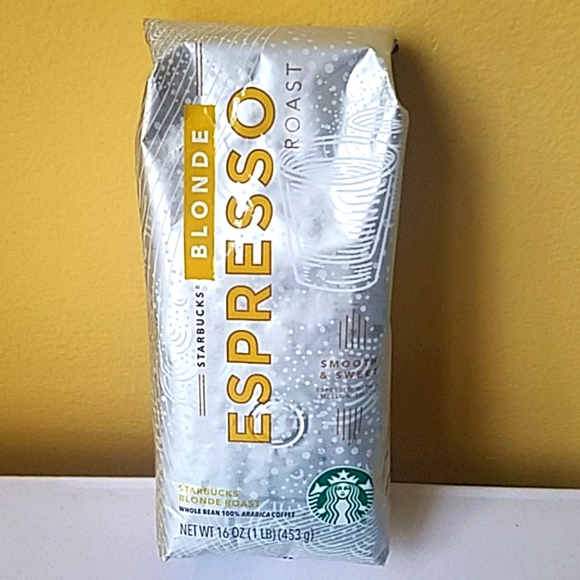 STARBUCKS® BLONDE
ESPRESSO
ROAST
SMOOTH
& SWEET
STARBUCKS
BLONDE ROAST
WHOLE BEAN 100% ARABICA COFFEE
NET WT 16 OZ (1 LB) (453 g)